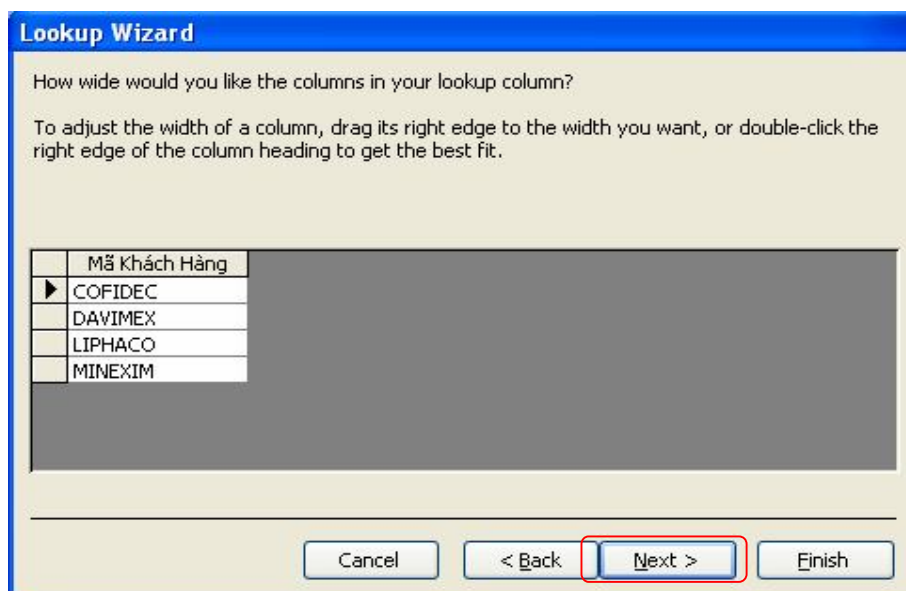 Lookup Wizard
How wide would you like the columns in your lookup column?
To adjust the width of a column, drag its right edge to the width you want, or double-click the
right edge of the column heading to get the best fit.
Mã Khách Hàng
COFIDEC
DAVIMEX
LIPHACO
MINEXIM
Cancel < Back Next > Finish